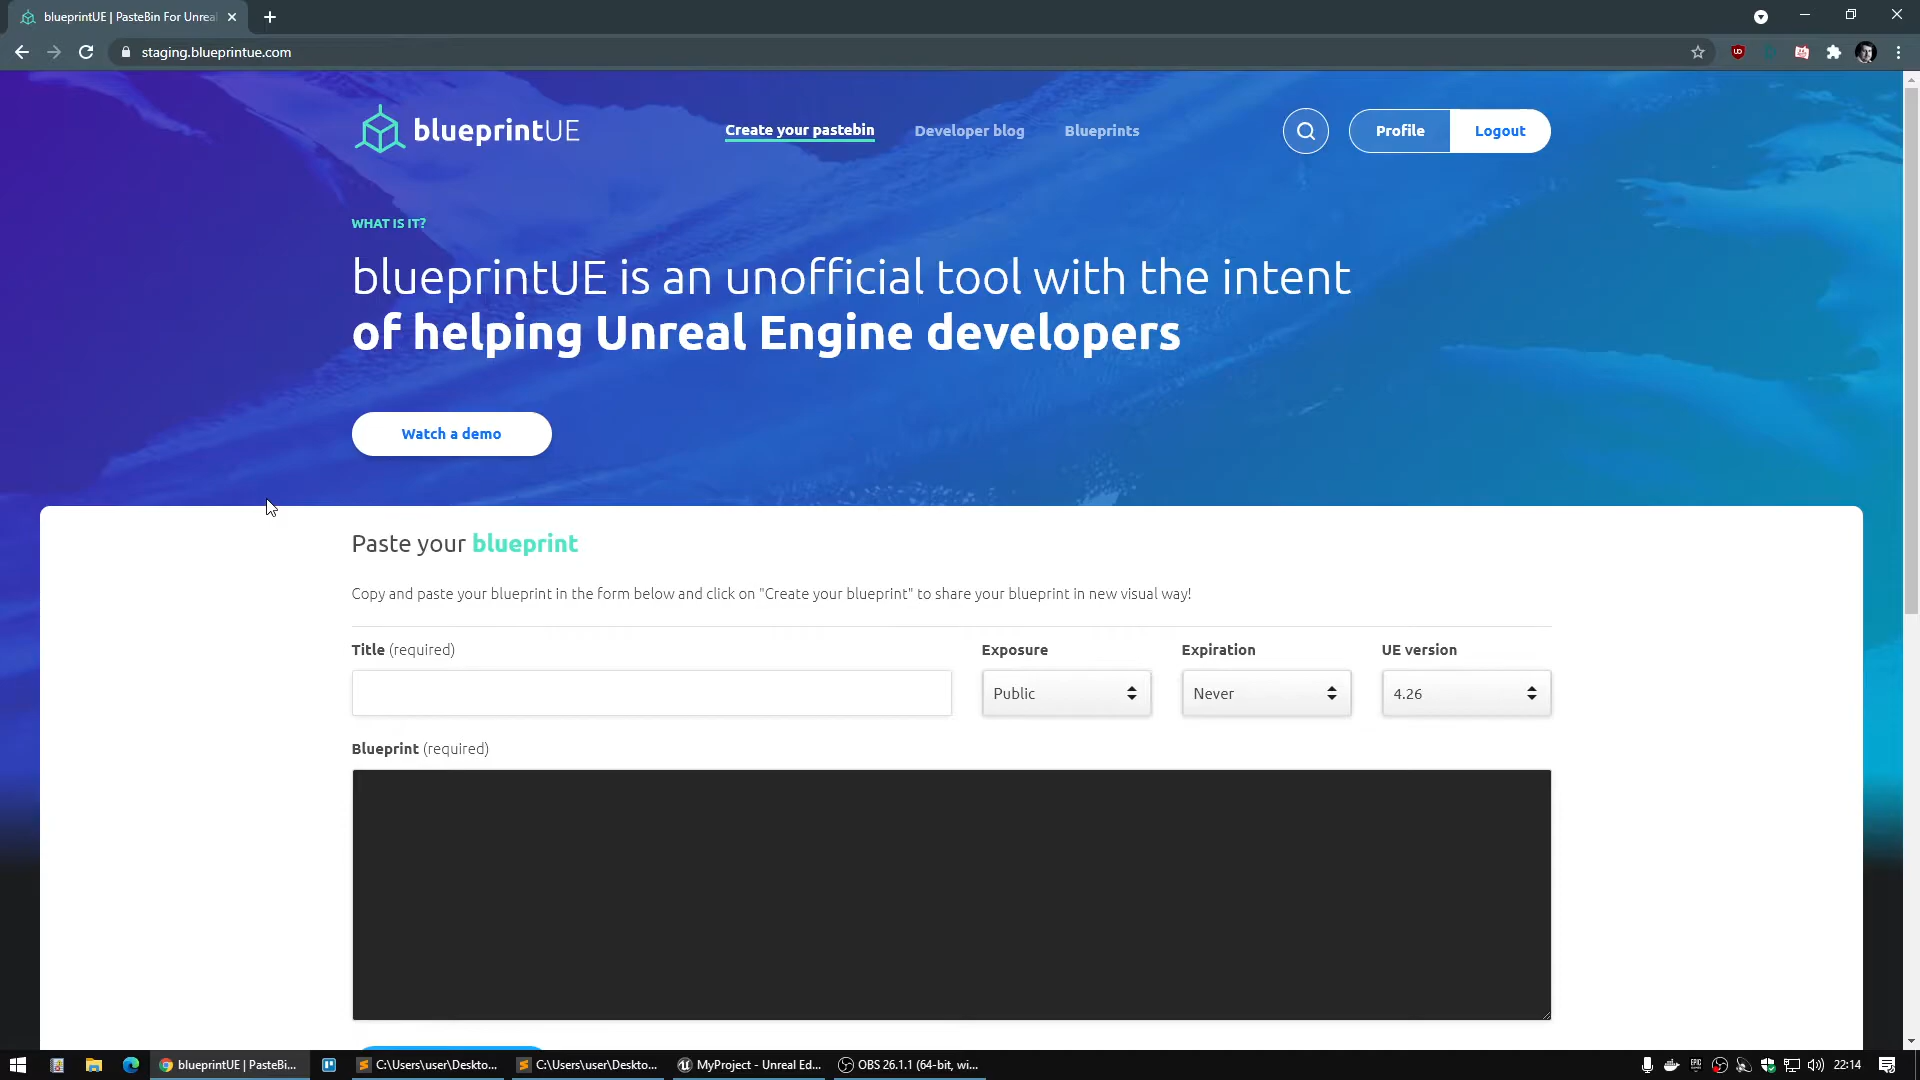 blueprintUE | PasteBin For Unreal
staging.blueprintue.com
blueprintUE
Create your pastebin
Developer blog
Blueprints
Profile
Logout
WHAT IS IT?
blueprintUE is an unofficial tool with the intent
of helping Unreal Engine developers
Watch a demo
Paste your blueprint
Copy and paste your blueprint in the form below and click on "Create your blueprint" to share your blueprint in new visual way!
Title (required)
Exposure
Expiration
UE version
Public
Never
4.26
Blueprint (required)
blueprintUE | PasteBi...
C:\Users\user\Deskto...
C:\Users\user\Deskto...
MyProject - Unreal Ed...
OBS 26.1.1 (64-bit, wi...
22:14